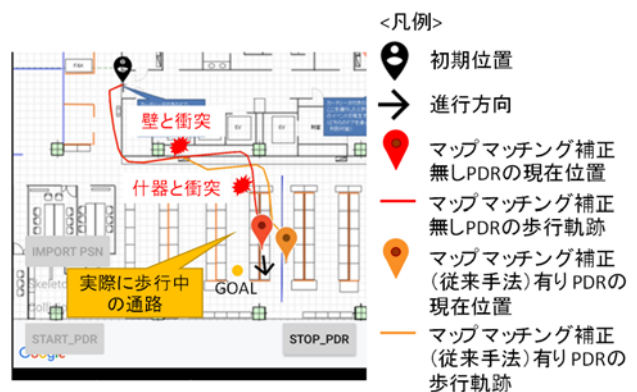 <凡例>
初期位置
進行方向
マップマッチング補正
無しPDRの現在位置
マップマッチング補正
無しPDRの歩行軌跡
マップマッチング補正
(従来手法)有りPDRの
現在位置
マップマッチング補正
(従来手法)有りPDRの
歩行軌跡
壁と衝突
EV
EV
什器と衝突
IMPORT PSN
実際に歩行中
の通路
GOAL
START_PDR
STOP_PDR
Google